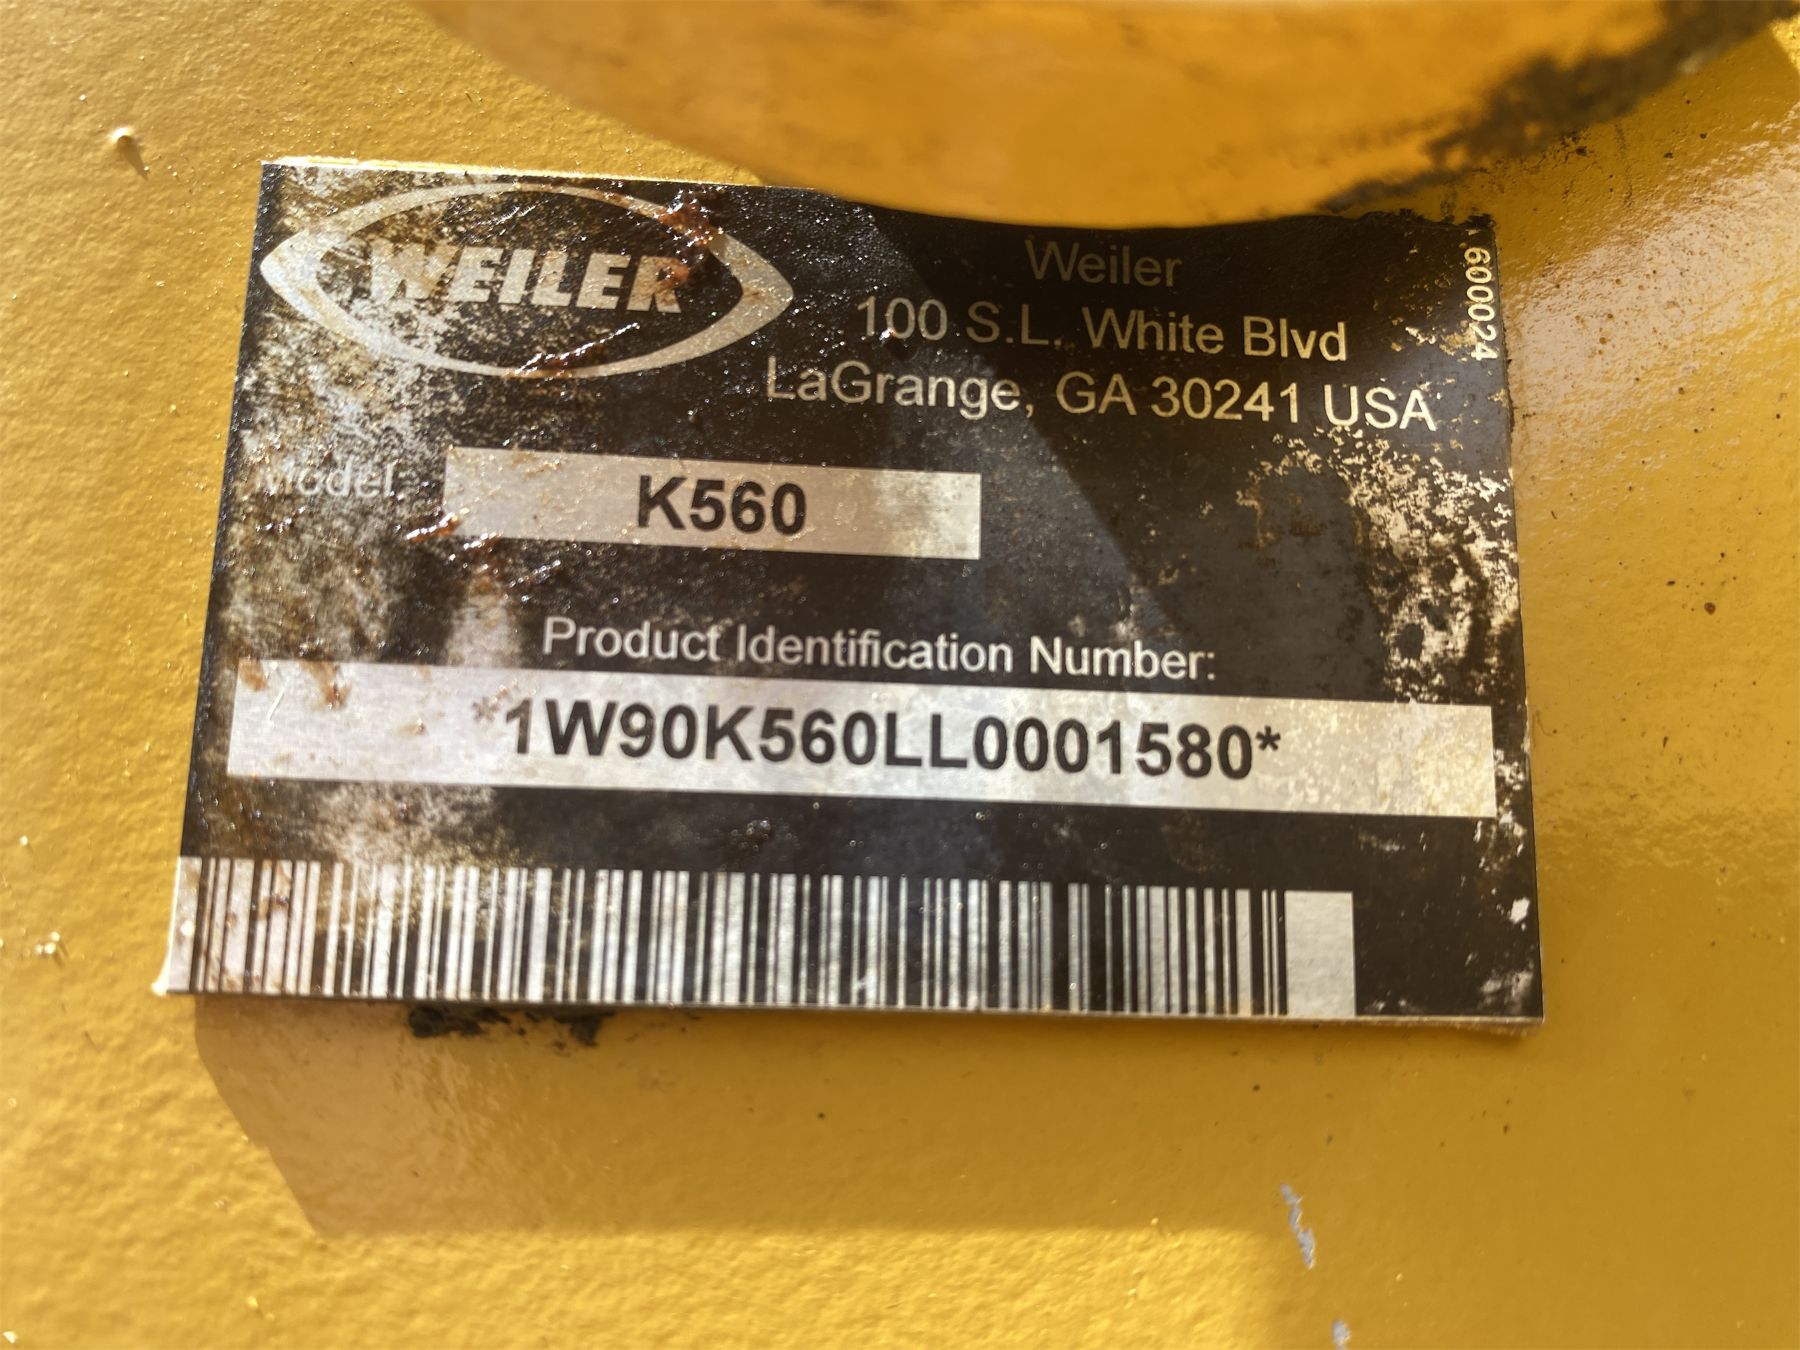 WEILER
Weiler
100 S.L. White Blvd
LaGrange, GA 30241 USA
600024
Model
K560
Product Identification Number:
*1W90K560LL0001580*